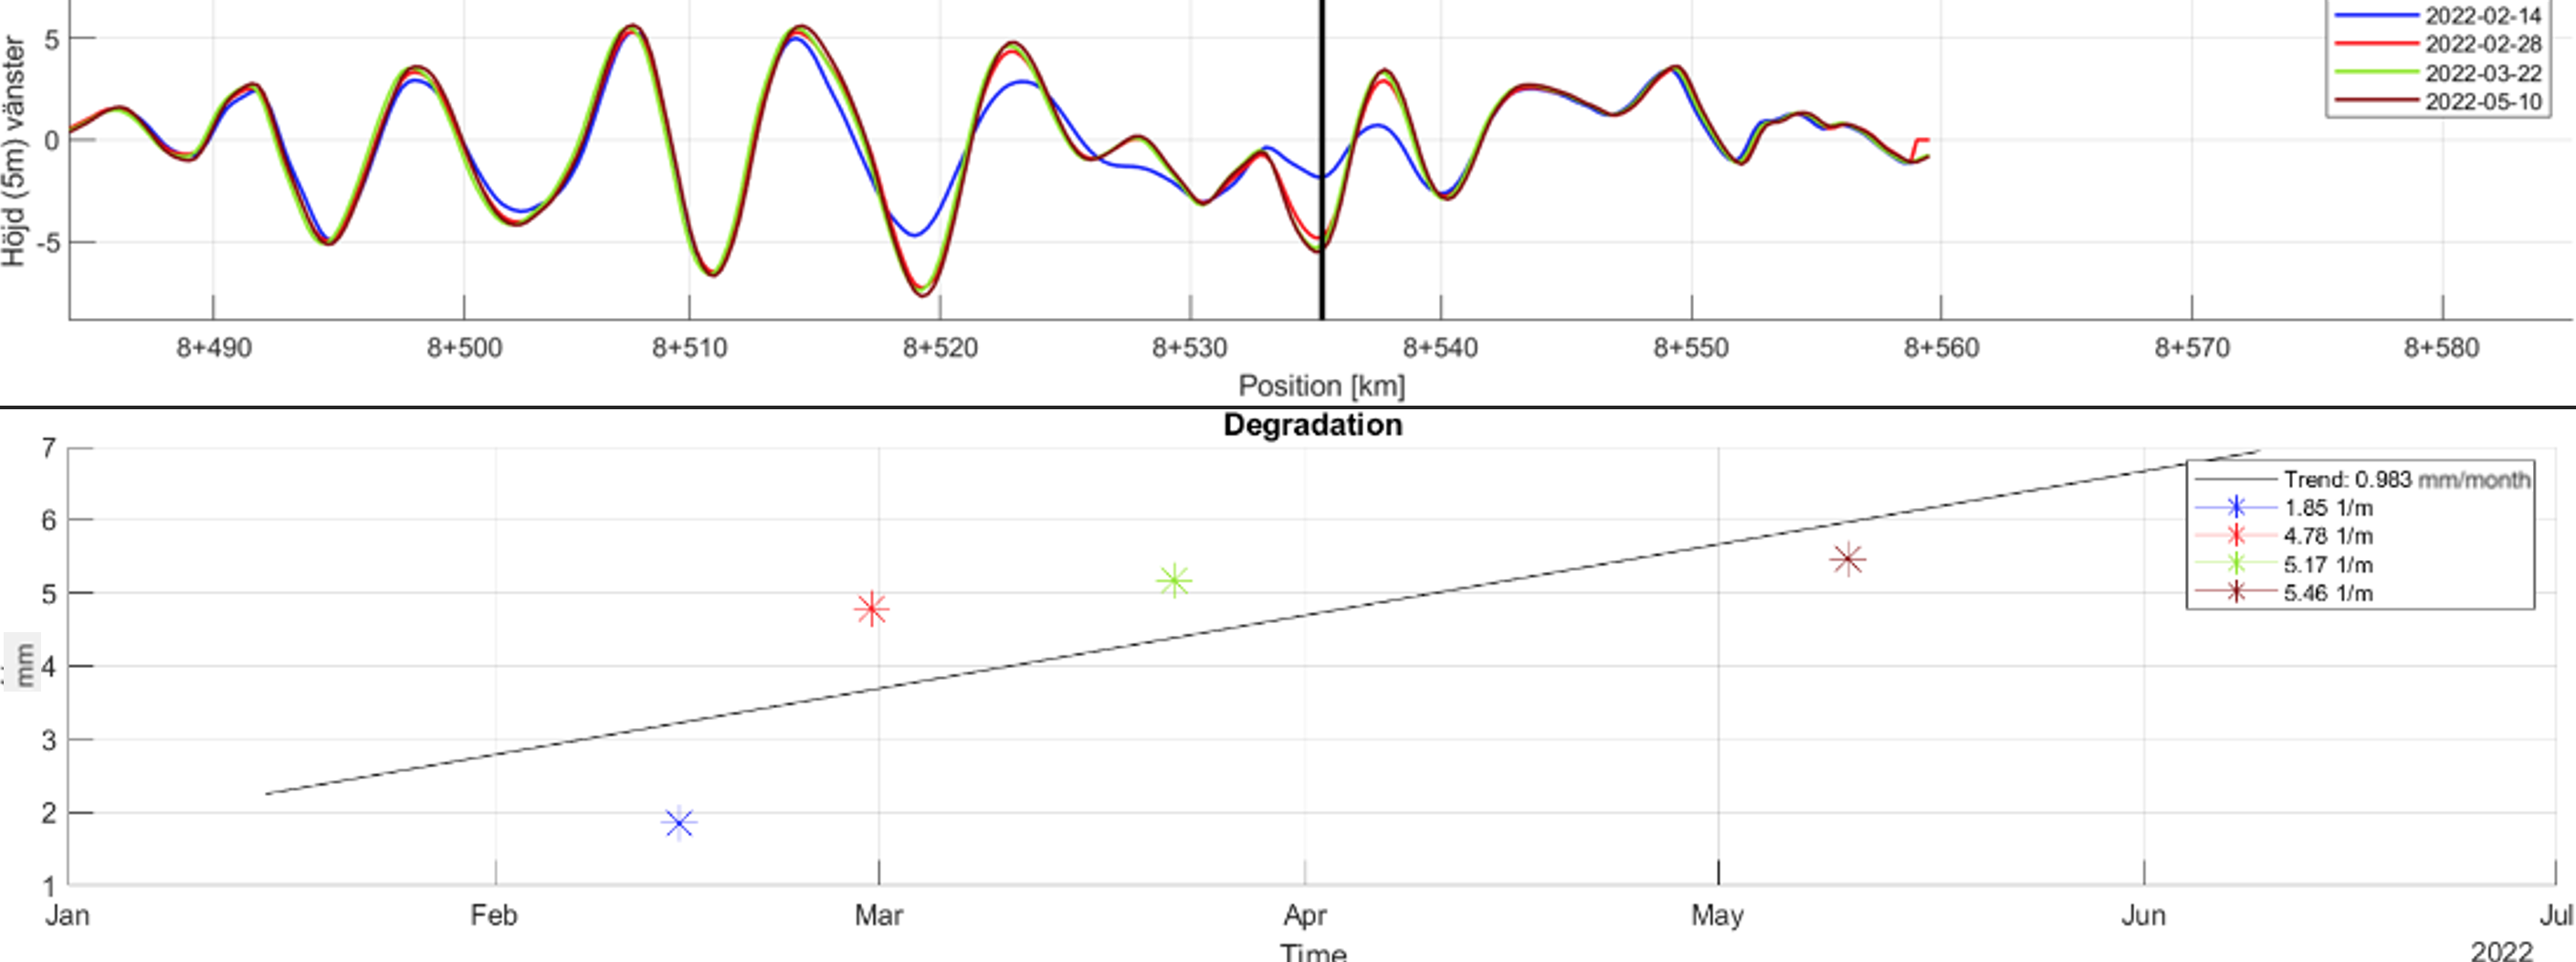 Höjd (5m) vänster
5
0
-5
2022-02-14
2022-02-28
2022-03-22
2022-05-10
8+490 8+500 8+510 8+520 8+530 8+540 8+550 8+560 8+570 8+580
Position [km]
Degradation
mm
7
6
5
4
3
2
1
Trend: 0.983 mm/month
1.85 1/m
4.78 1/m
5.17 1/m
5.46 1/m
Jan Feb Mar Apr May Jun Jul
Time
2022